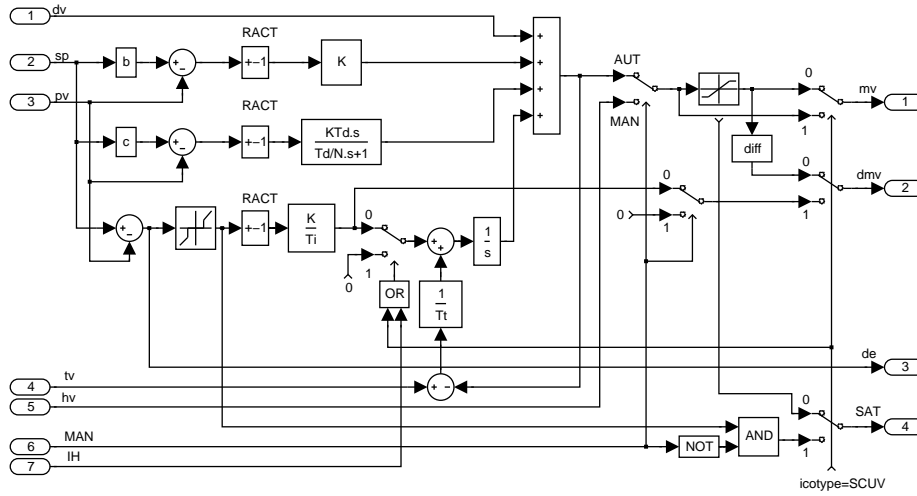 1 dv
RACT
2 sp b + - +-1 K
3 pv
+ + + +
AUT
MAN
0 mv 1
1
diff
RACT
c + - +-1 KTd.s
Td/N.s+1
0 dmv 2
1
RACT
+ - +-1 K
Ti
0
1
0
+ +
1
s
0
0 1
OR
1
Tt
de 3
4 tv + -
5 hv
0 SAT 4
1
6 MAN NOT AND
7 IH
icotype=SCUV